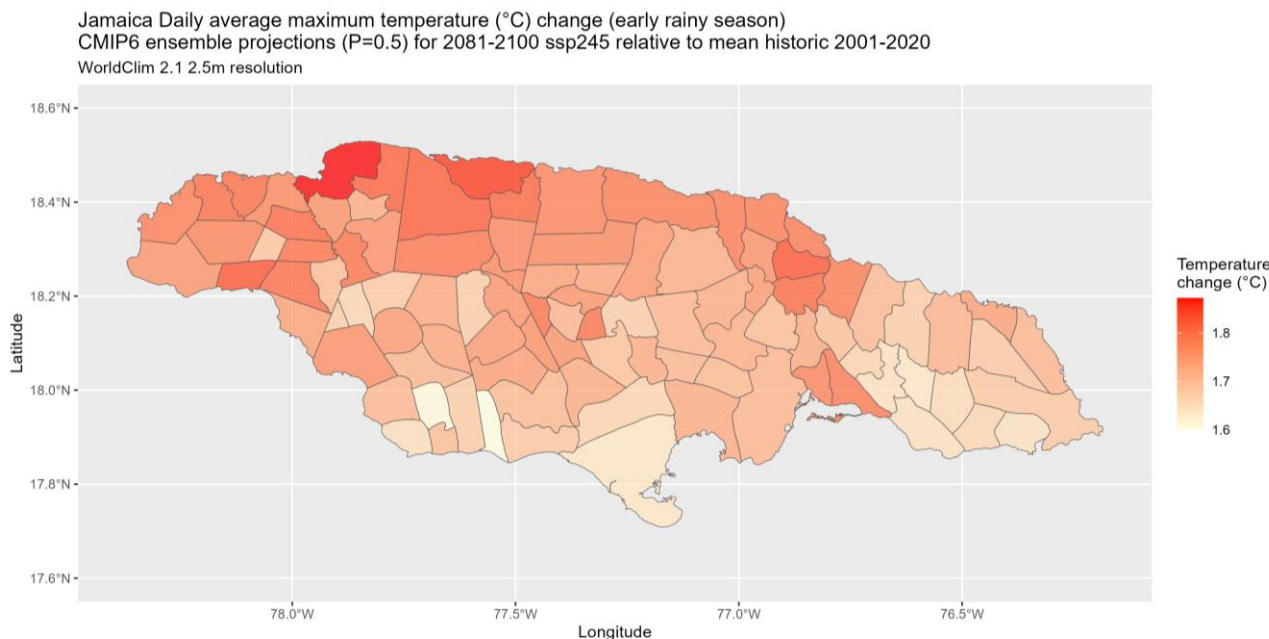 Jamaica Daily average maximum temperature (°C) change (early rainy season)
CMIP6 ensemble projections (P=0.5) for 2081-2100 ssp245 relative to mean historic 2001-2020
WorldClim 2.1 2.5m resolution
18.6°N
18.4°N
18.2°N
18.0°N
17.8°N
17.6°N
Latitude
78.0°W
77.5°W
77.0°W
76.5°W
Longitude
Temperature
change (°C)
1.8
1.7
1.6